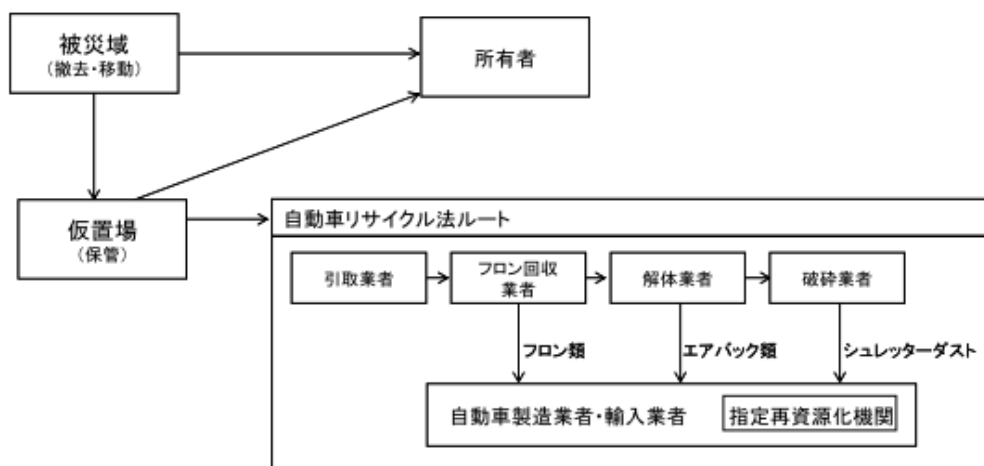 被災域
（撤去・移動）
所有者
仮置場
（保管）
自動車リサイクル法ルート
引取業者
フロン回収
業者
解体業者
破砕業者
フロン類
エアバック類
シュレッターダスト
自動車製造業者・輸入業者
指定再資源化機関